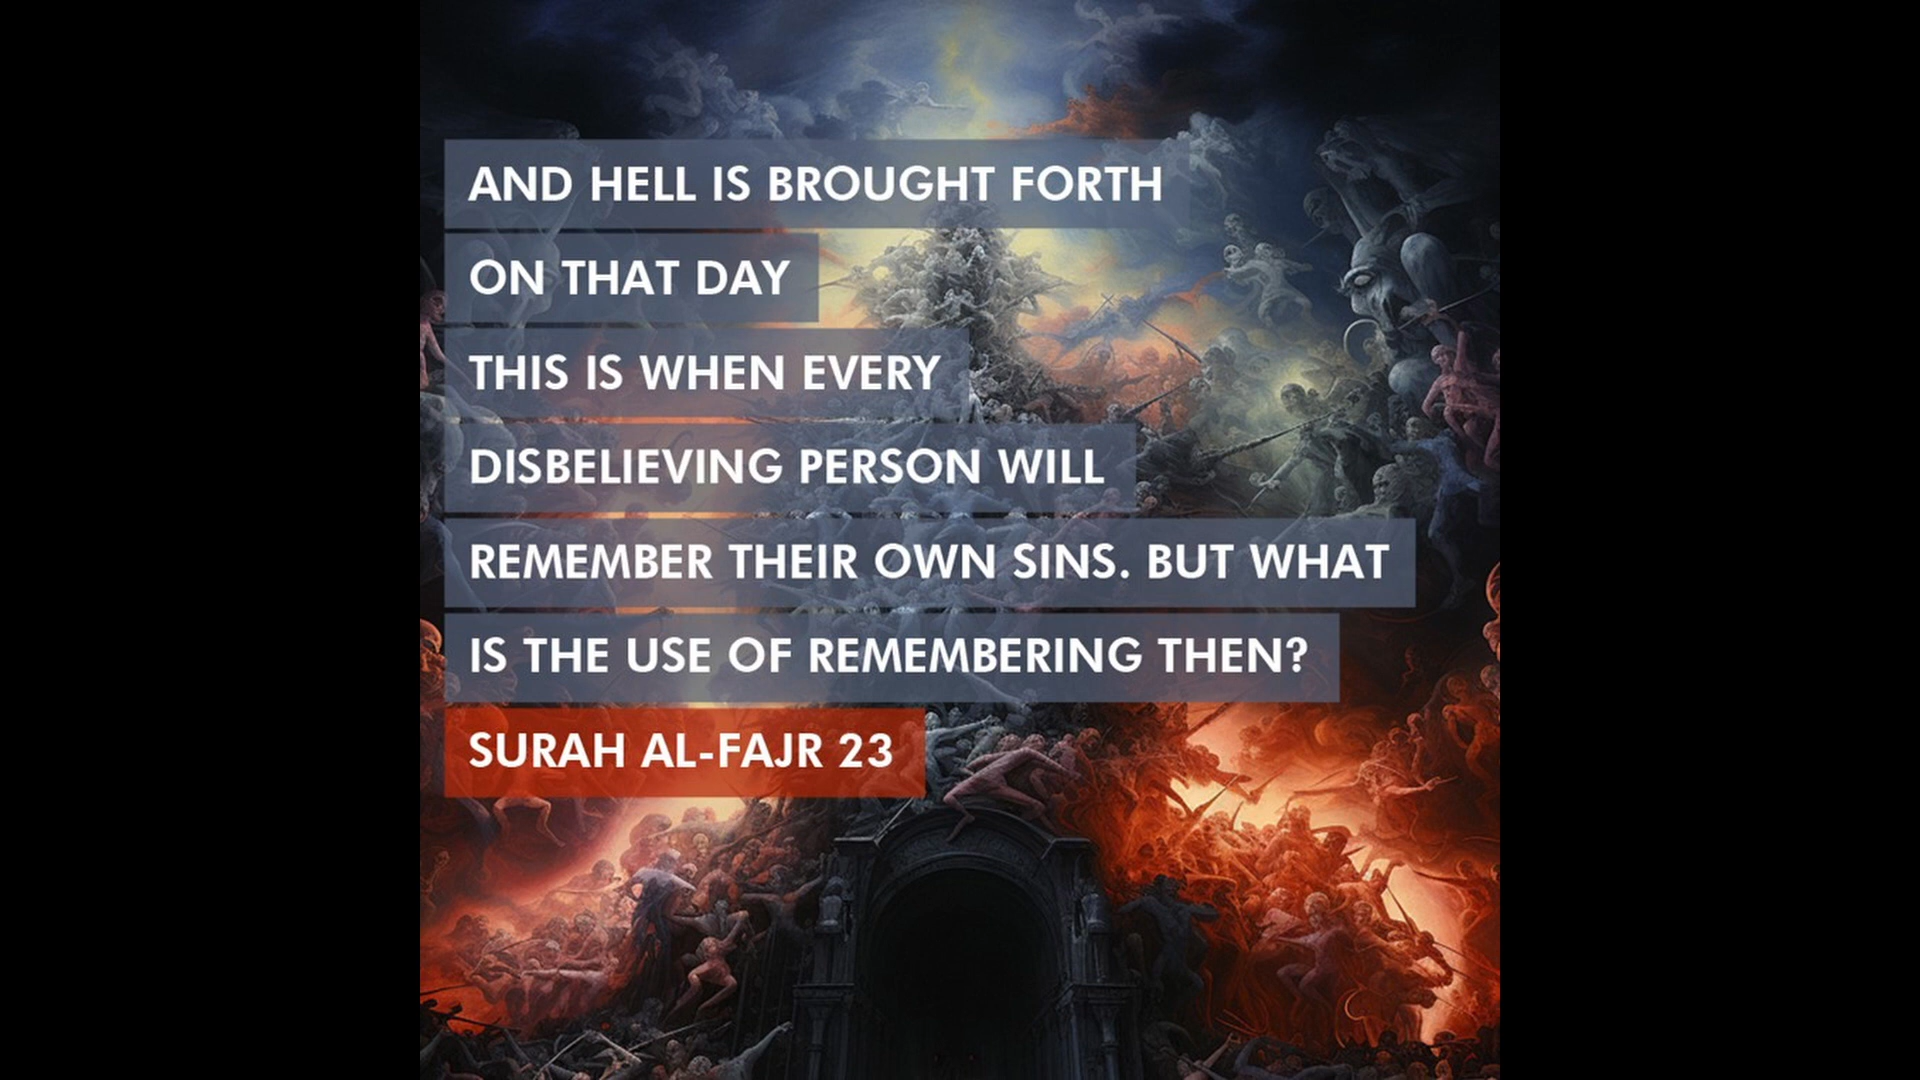 AND HELL IS BROUGHT FORTH
ON THAT DAY
THIS IS WHEN EVERY
DISBELIEVING PERSON WILL
REMEMBER THEIR OWN SINS. BUT WHAT
IS THE USE OF REMEMBERING THEN?
SURAH AL-FAJR 23